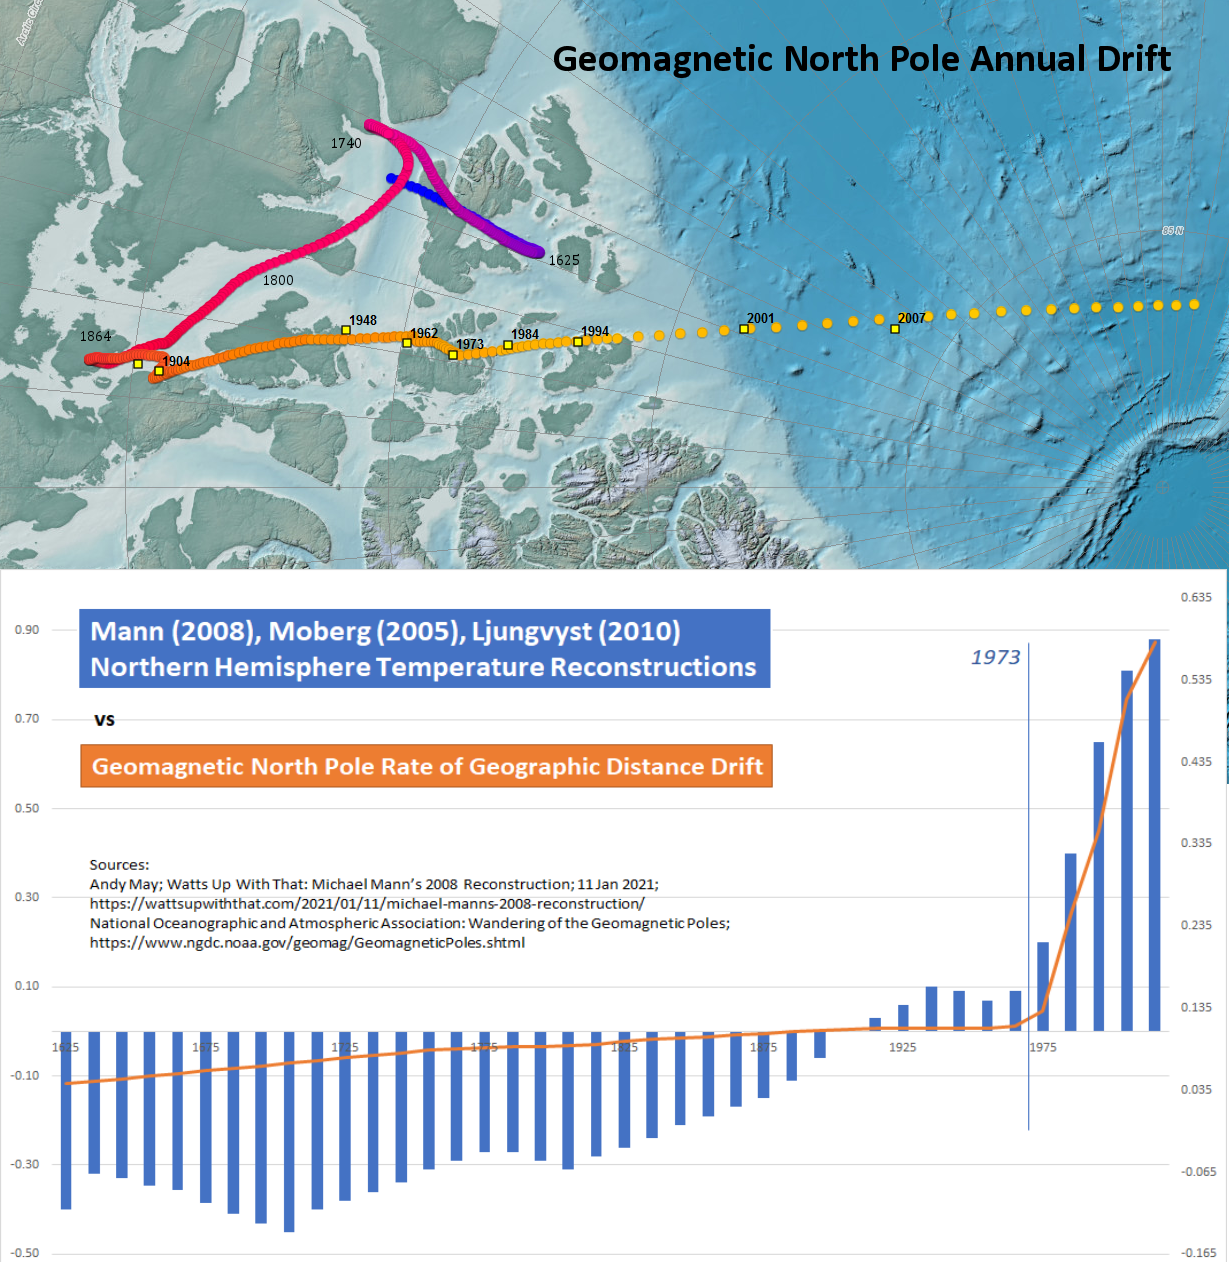 Arctic Circ
Geomagnetic North Pole Annual Drift
1740
85 N
1625
1800
1948
1962
1864
1904
1973
1984
1994
2001
2007
0.635
0.90
Mann (2008), Moberg (2005), Ljungvyst (2010)
Northern Hemisphere Temperature Reconstructions
1973
0.535
0.70
vs
Geomagnetic North Pole Rate of Geographic Distance Drift
0.435
0.50
0.335
Sources:
Andy May; Watts Up With That: Michael Mann's 2008 Reconstruction; 11 Jan 2021;
0.30
https://wattsupwiththat.com/2021/01/11/michael-manns-2008-reconstruction/
National Oceanographic and Atmospheric Association: Wandering of the Geomagnetic Poles;
https://www.ngdc.noaa.gov/geomag/GeomagneticPoles.shtml
0.235
0.10
0.135
1625 1675 1725 1775 1825 1875 1925 1975
-0.10
0.035
-0.30
-0.065
-0.50
-0.165